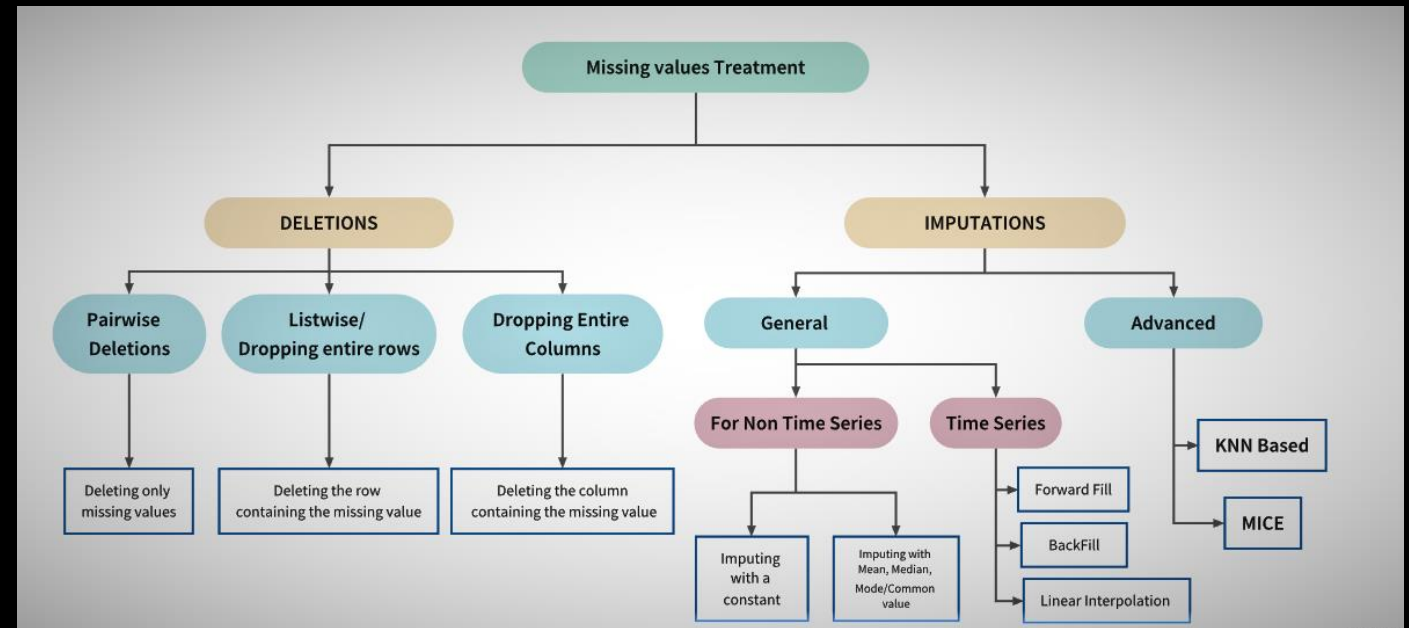 Missing values Treatment
DELETIONS
IMPUTATIONS
Pairwise
Deletions
Listwise/
Dropping entire rows
Dropping Entire
Columns
General
Advanced
For Non Time Series
Time Series
KNN Based
MICE
Deleting only
missing values
Deleting the row
containing the missing value
Deleting the column
containing the missing value
Forward Fill
BackFill
Linear Interpolation
Imputing
with a
constant
Imputing with
Mean, Median,
Mode/Common
value